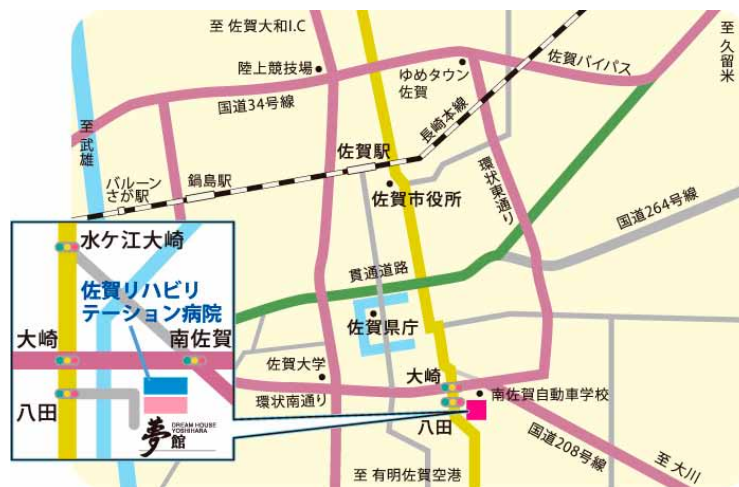 至 佐賀大和I.C
陸上競技場
ゆめタウン
佐賀
佐賀バイパス
至 久留米
国道34号線
至 武雄
長崎本線
佐賀駅
バルーン
さが駅
鍋島駅
佐賀市役所
環状東通り
国道264号線
水ケ江大崎
貫通道路
佐賀リハビリ
テーション病院
佐賀県庁
大崎
南佐賀
佐賀大学
大崎
環状南通り
南佐賀自動車学校
八田
八田
DREAM HOUSE
YOSHIHARA
夢館
国道208号線
至 大川
至 有明佐賀空港